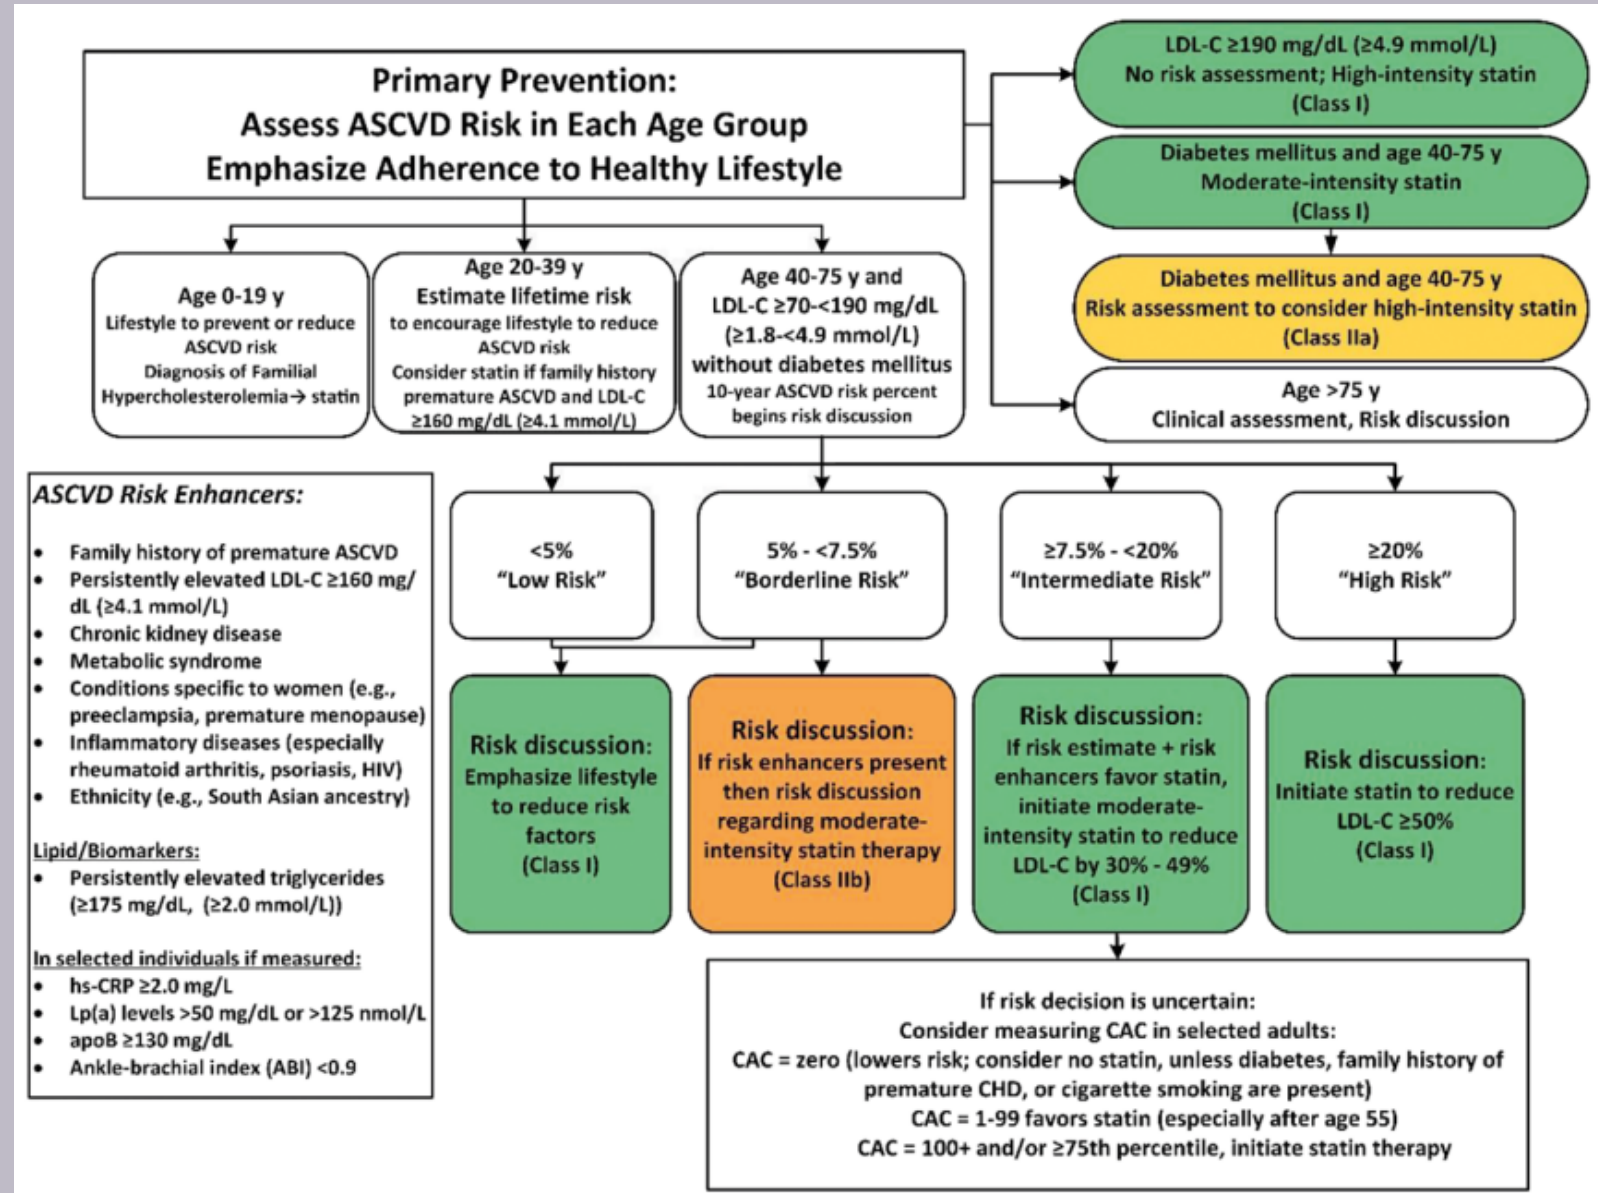 Primary Prevention:
Assess ASCVD Risk in Each Age Group
Emphasize Adherence to Healthy Lifestyle
LDL-C ≥190 mg/dL (≥4.9 mmol/L)
No risk assessment; High-intensity statin
(Class I)
Diabetes mellitus and age 40-75 y
Moderate-intensity statin
(Class I)
Diabetes mellitus and age 40-75 y
Risk assessment to consider high-intensity statin
(Class IIa)
Age >75 y
Clinical assessment, Risk discussion
Age 0-19 y
Lifestyle to prevent or reduce
ASCVD risk
Diagnosis of Familial
Hypercholesterolemia→ statin
Age 20-39 y
Estimate lifetime risk
to encourage lifestyle to reduce
ASCVD risk
Consider statin if family history
premature ASCVD and LDL-C
≥160 mg/dL (≥4.1 mmol/L)
Age 40-75 y and
LDL-C ≥70-<190 mg/dL
(≥1.8-<4.9 mmol/L)
without diabetes mellitus
10-year ASCVD risk percent
begins risk discussion
ASCVD Risk Enhancers:
• Family history of premature ASCVD
• Persistently elevated LDL-C ≥160 mg/
dL (≥4.1 mmol/L)
• Chronic kidney disease
• Metabolic syndrome
• Conditions specific to women (e.g.,
preeclampsia, premature menopause)
• Inflammatory diseases (especially
rheumatoid arthritis, psoriasis, HIV)
• Ethnicity (e.g., South Asian ancestry)
Lipid/Biomarkers:
• Persistently elevated triglycerides
(≥175 mg/dL, (≥2.0 mmol/L))
In selected individuals if measured:
• hs-CRP ≥2.0 mg/L
• Lp(a) levels >50 mg/dL or >125 nmol/L
• apoB ≥130 mg/dL
• Ankle-brachial index (ABI) <0.9
<5%
“Low Risk”
5% - <7.5%
“Borderline Risk”
≥7.5% - <20%
“Intermediate Risk”
≥20%
“High Risk”
Risk discussion:
Emphasize lifestyle
to reduce risk
factors
(Class I)
Risk discussion:
If risk enhancers present
then risk discussion
regarding moderate-
intensity statin therapy
(Class IIb)
Risk discussion:
If risk estimate + risk
enhancers favor statin,
initiate moderate-
intensity statin to reduce
LDL-C by 30% - 49%
(Class I)
Risk discussion:
Initiate statin to reduce
LDL-C ≥50%
(Class I)
If risk decision is uncertain:
Consider measuring CAC in selected adults:
CAC = zero (lowers risk; consider no statin, unless diabetes, family history of
premature CHD, or cigarette smoking are present)
CAC = 1-99 favors statin (especially after age 55)
CAC = 100+ and/or ≥75th percentile, initiate statin therapy